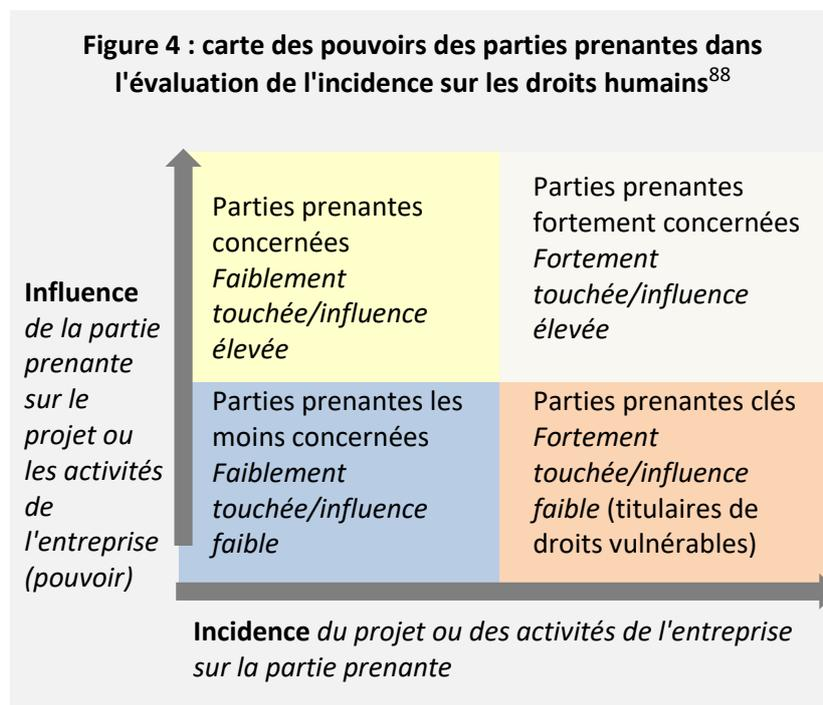 Figure 4 : carte des pouvoirs des parties prenantes dans
l'évaluation de l'incidence sur les droits humains88
Influence
de la partie
prenante
sur le
projet ou
les activités
de
l'entreprise
(pouvoir)
Parties prenantes
concernées
Faiblement
touchée/influence
élevée
Parties prenantes
fortement concernées
Fortement
touchée/influence
élevée
Parties prenantes les
moins concernées
Faiblement
touchée/influence
faible
Parties prenantes clés
Fortement
touchée/influence
faible (titulaires de
droits vulnérables)
Incidence du projet ou des activités de l'entreprise
sur la partie prenante